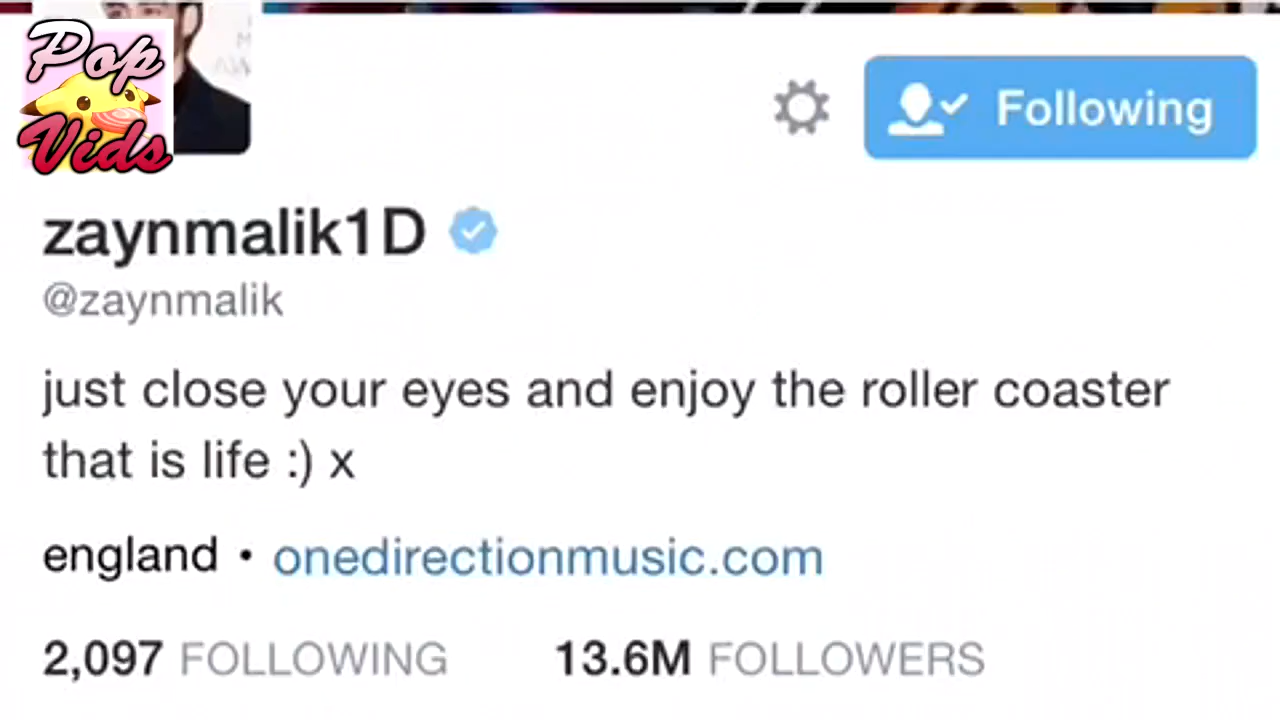 Pop
Vids
Following
zaynmalik1D
@zaynmalik
just close your eyes and enjoy the roller coaster
that is life :) x
england • onedirectionmusic.com
2,097 FOLLOWING 13.6M FOLLOWERS